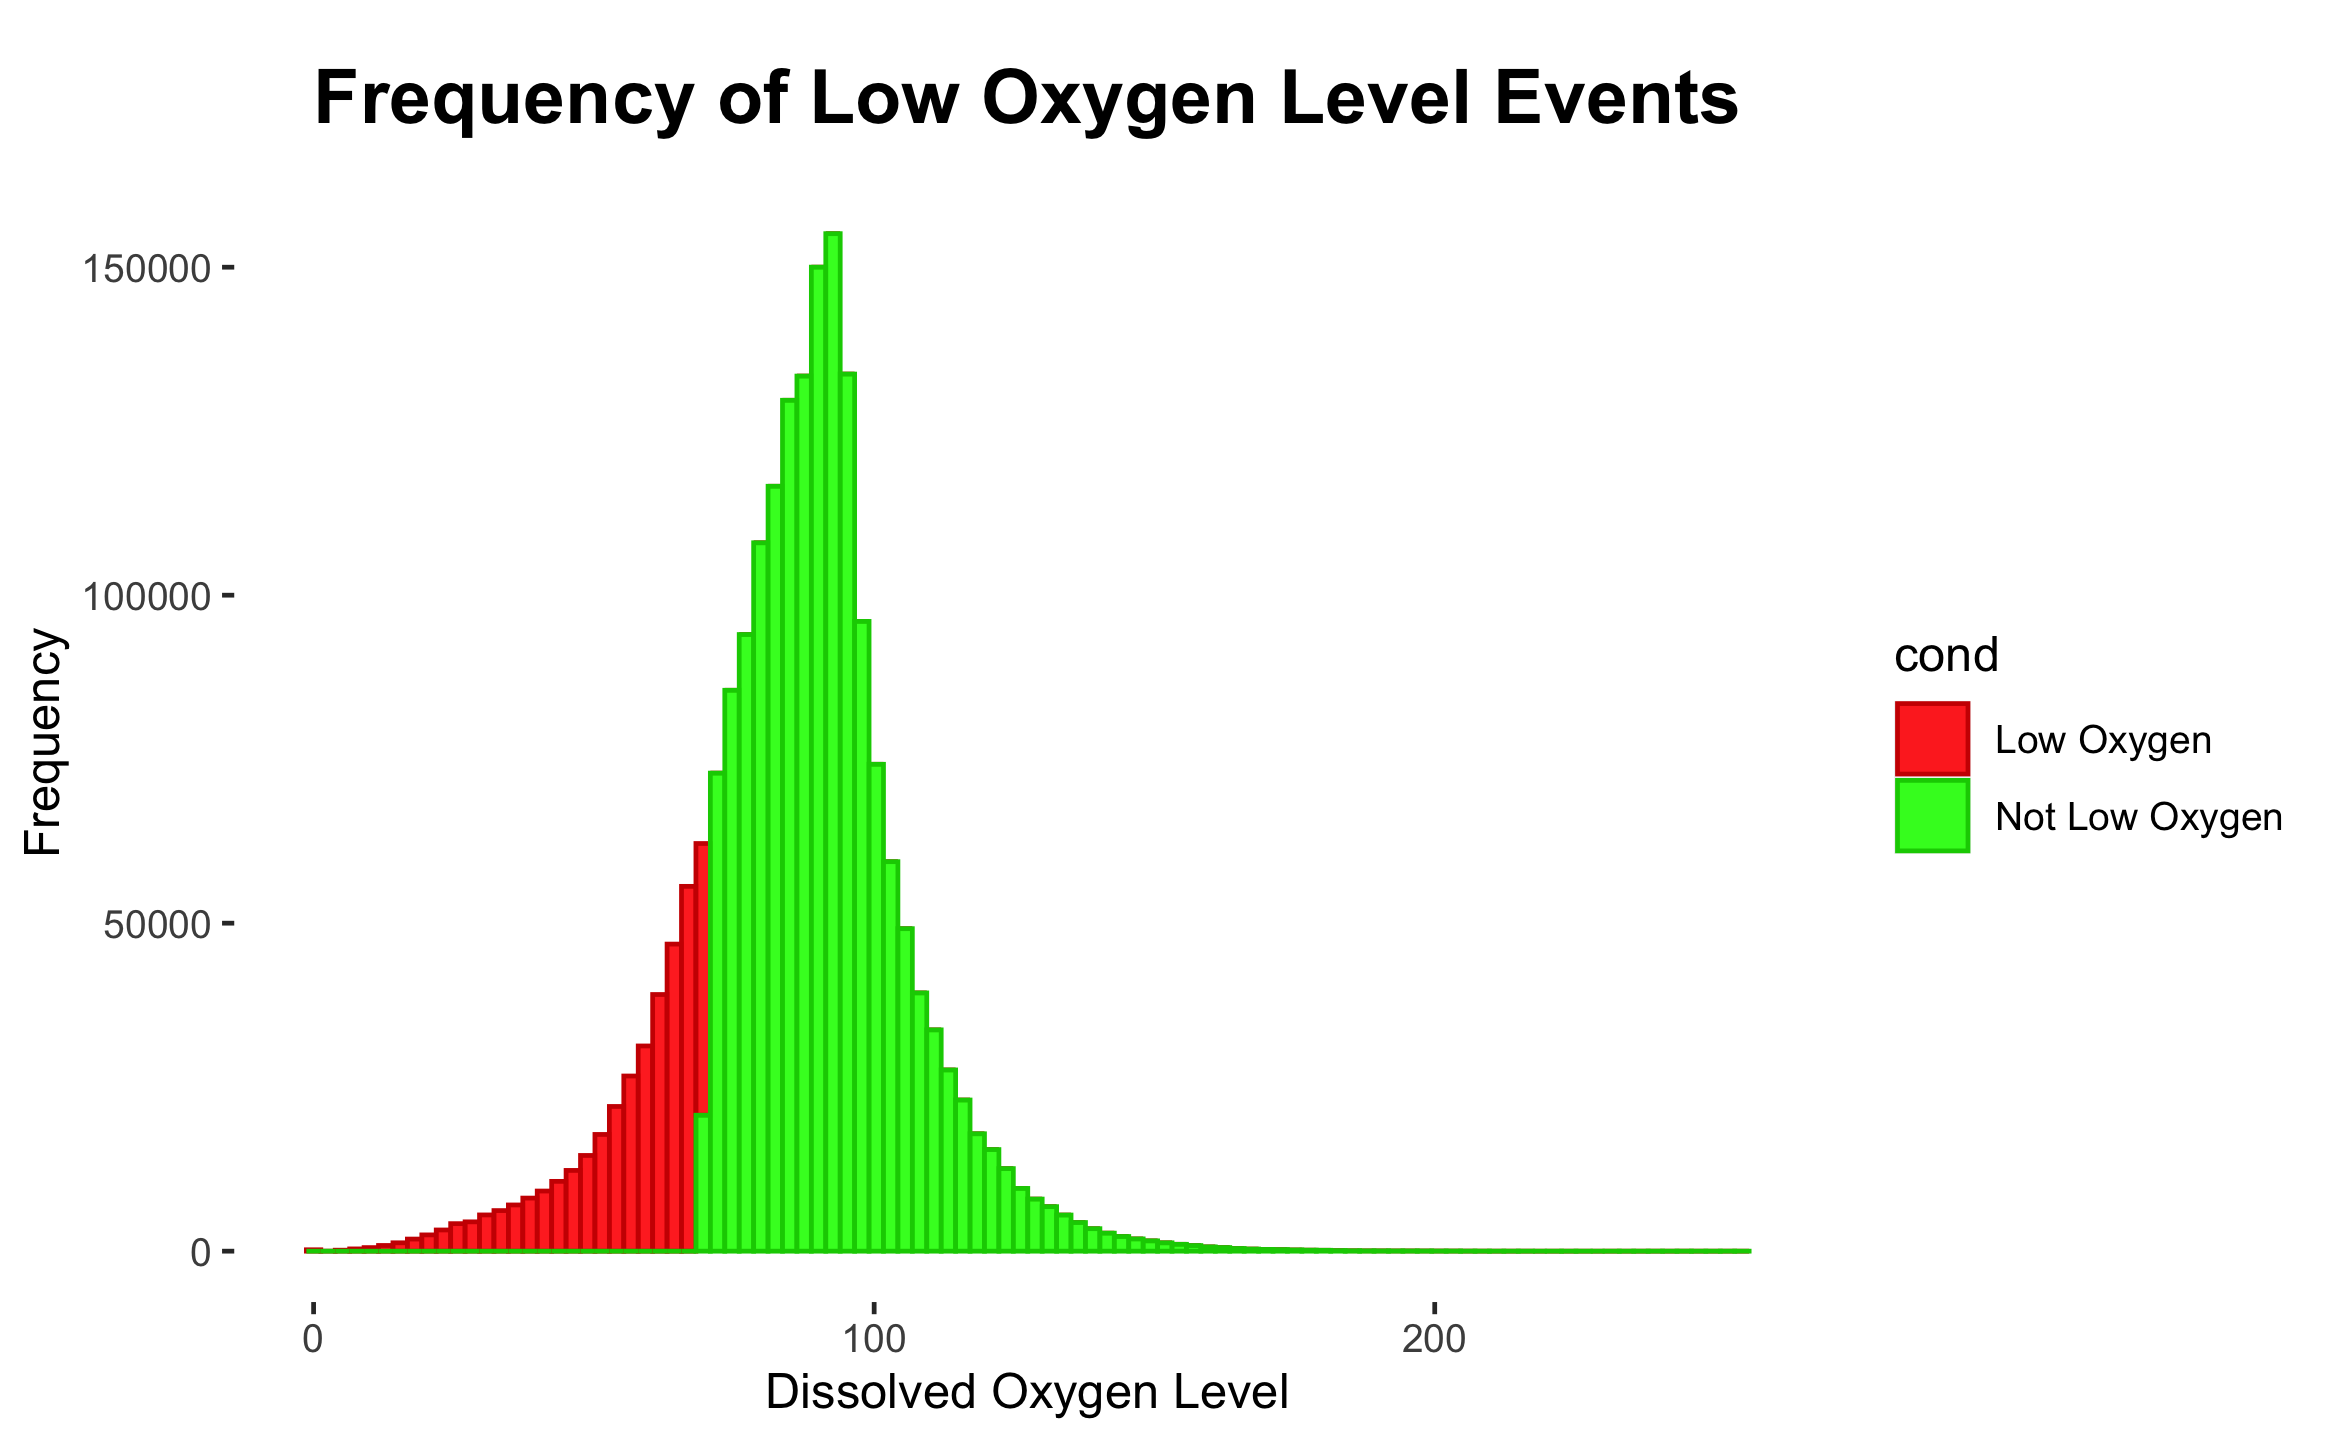 Frequency of Low Oxygen Level Events
150000
100000
50000
0
Frequency
0 100 200
Dissolved Oxygen Level
cond
Low Oxygen
Not Low Oxygen